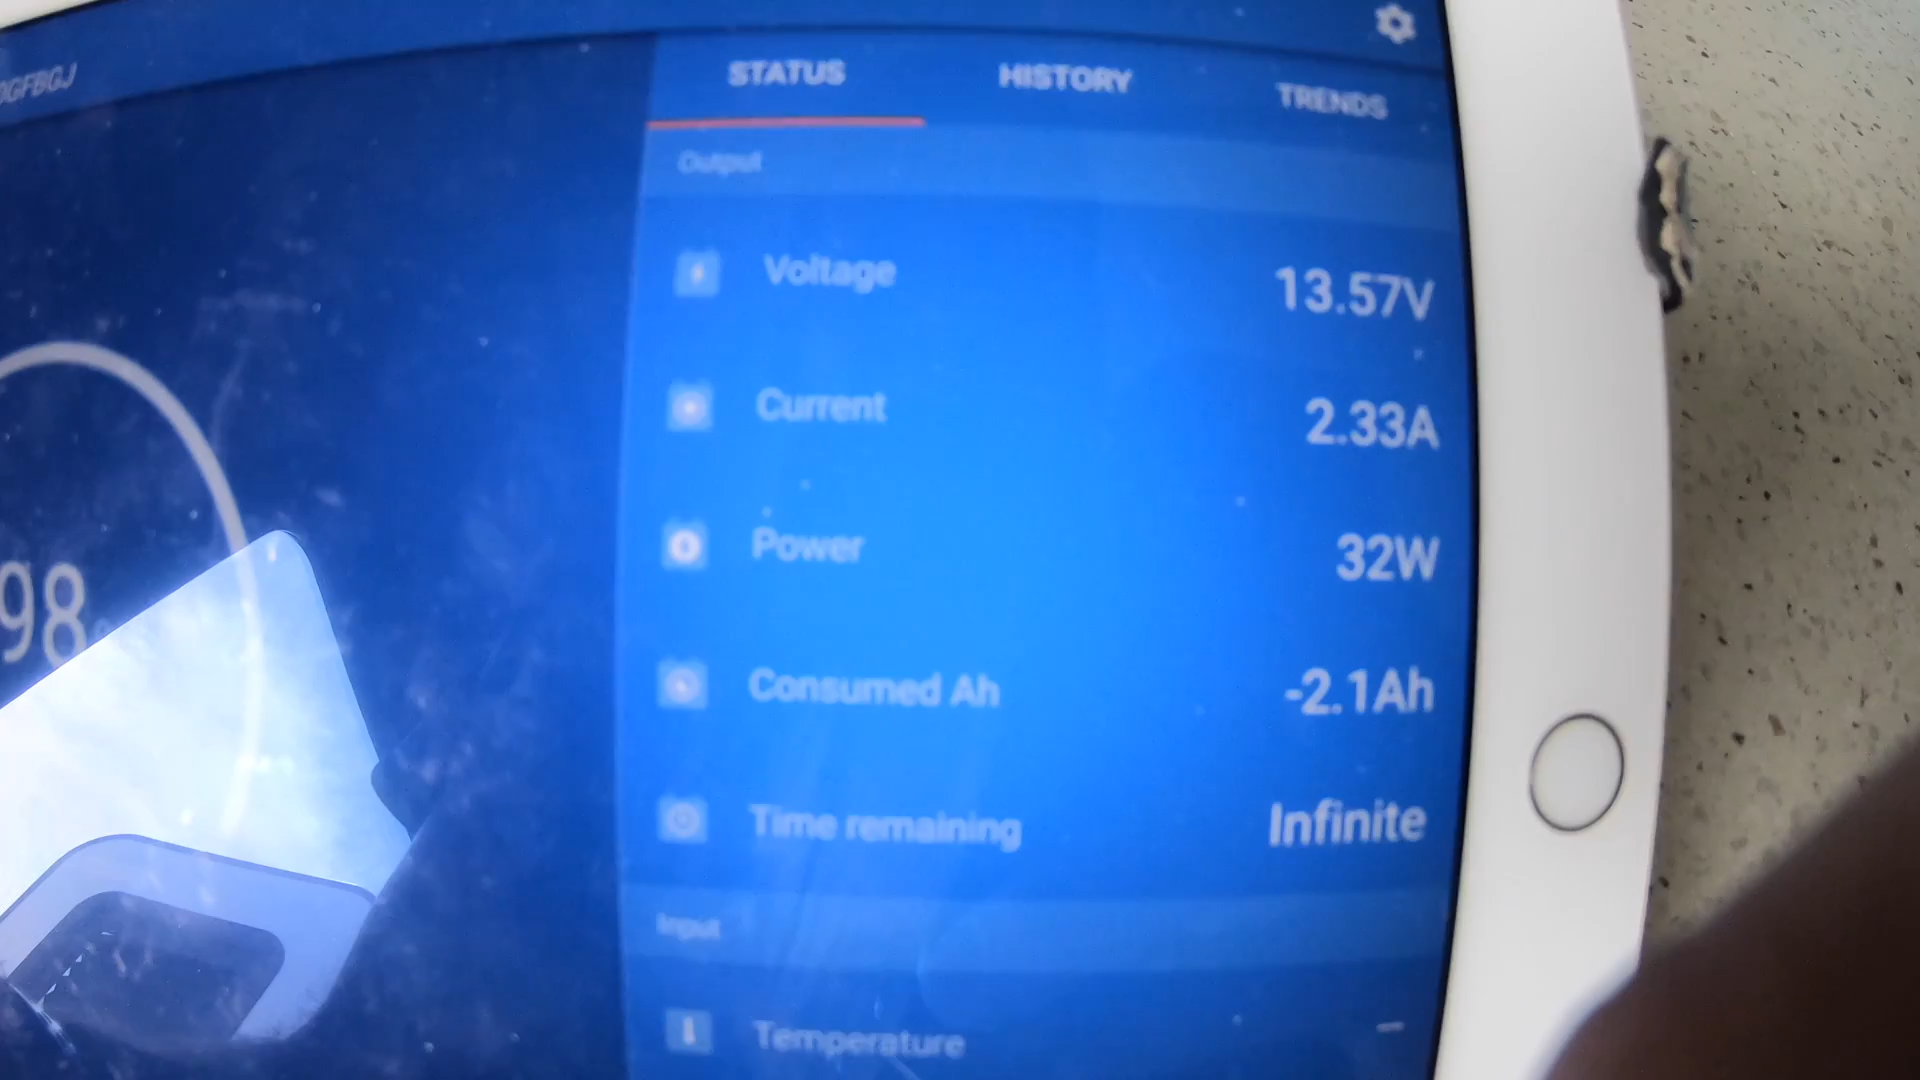 STATUS HISTORY TRENDS
Output
Voltage 13.57V
Current 2.33A
Power 32W
98
Consumed Ah -2.1Ah
Time remaining Infinite
Input
Temperature --